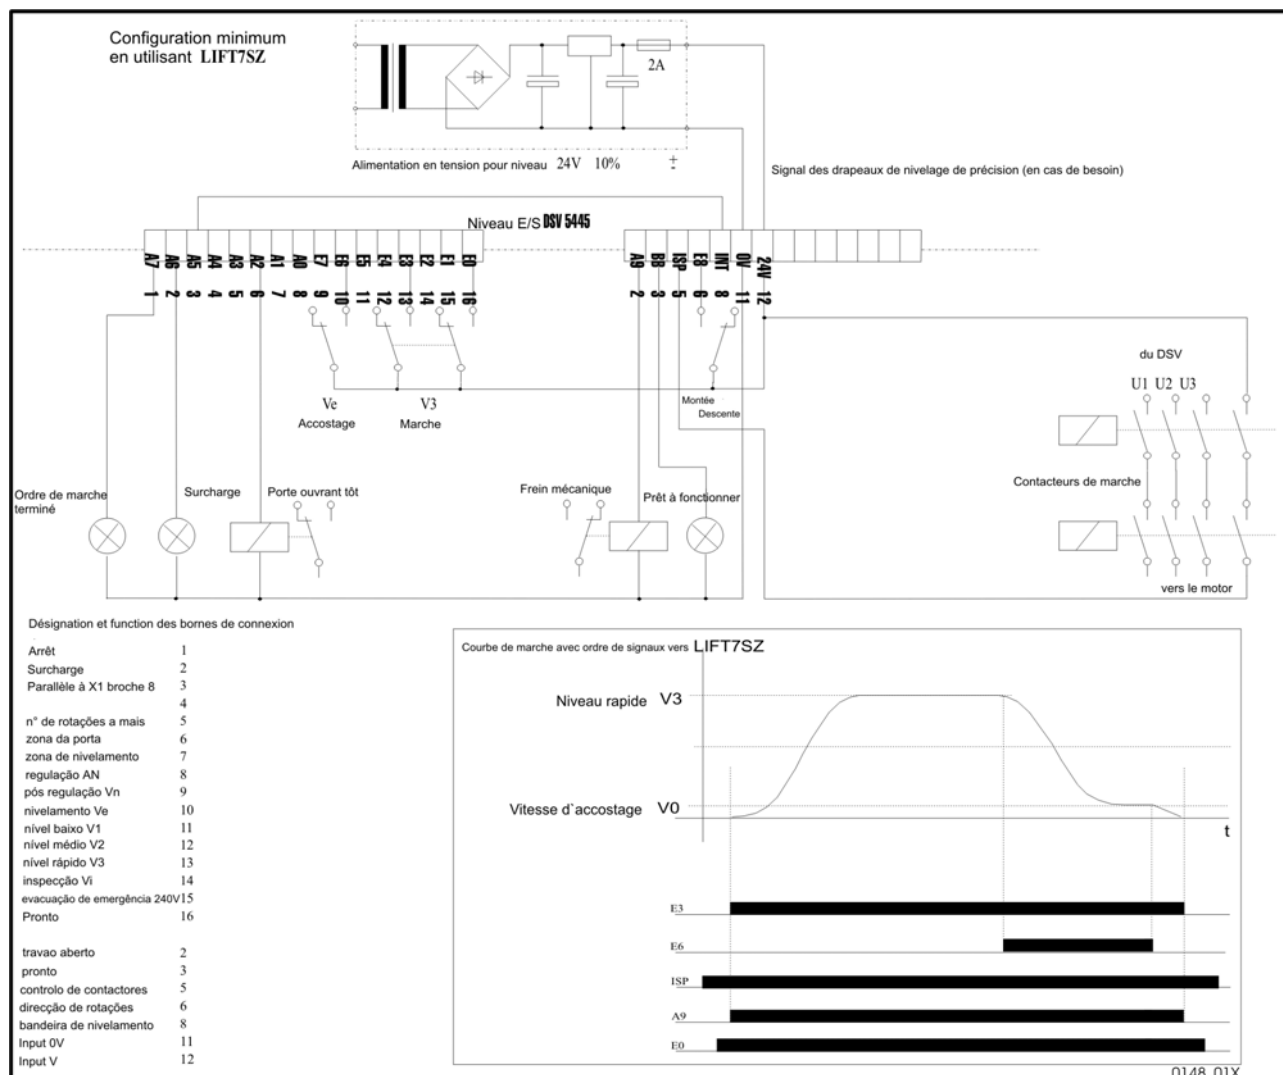 Configuration minimum
en utilisant LIFT7SZ
2A
Alimentation en tension pour niveau 24V 10% +
-
Signal des drapeaux de nivelage de précision (en cas de besoin)
Niveau E/S DSV 5445
A7 A6 A5 A4 A3 A2 A1 A0 E7 E6 E5 E4 E3 E2 E1 E0
1 2 3 4 5 6 7 8 9 10 11 12 13 14 15 16
A9 BB ISP E8 INT 0V 24V
2 3 5 6 8 11 12
Ve
Accostage
V3
Marche
Montée
Descente
du DSV
U1 U2 U3
Contacteurs de marche
vers le motor
Ordre de marche
terminé
Surcharge
Porte ouvrant tôt
Frein mécanique
Prêt à fonctionner
Désignation et function des bornes de connexion
Arrêt 1
Surcharge 2
Parallèle à X1 broche 8 3
4
n° de rotações a mais 5
zona da porta 6
zona de nivelamento 7
regulação AN 8
pós regulação Vn 9
nivelamento Ve 10
nível baixo V1 11
nível médio V2 12
nível rápido V3 13
inspecção Vi 14
evacuação de emergência 240V 15
Pronto 16
travao aberto 2
pronto 3
controlo de contactores 5
direcção de rotações 6
bandeira de nivelamento 8
Input 0V 11
Input V 12
Courbe de marche avec ordre de signaux vers LIFT7SZ
Niveau rapide V3
Vitesse d`accostage V0
t
E3
E6
ISP
A9
E0
0148 01X